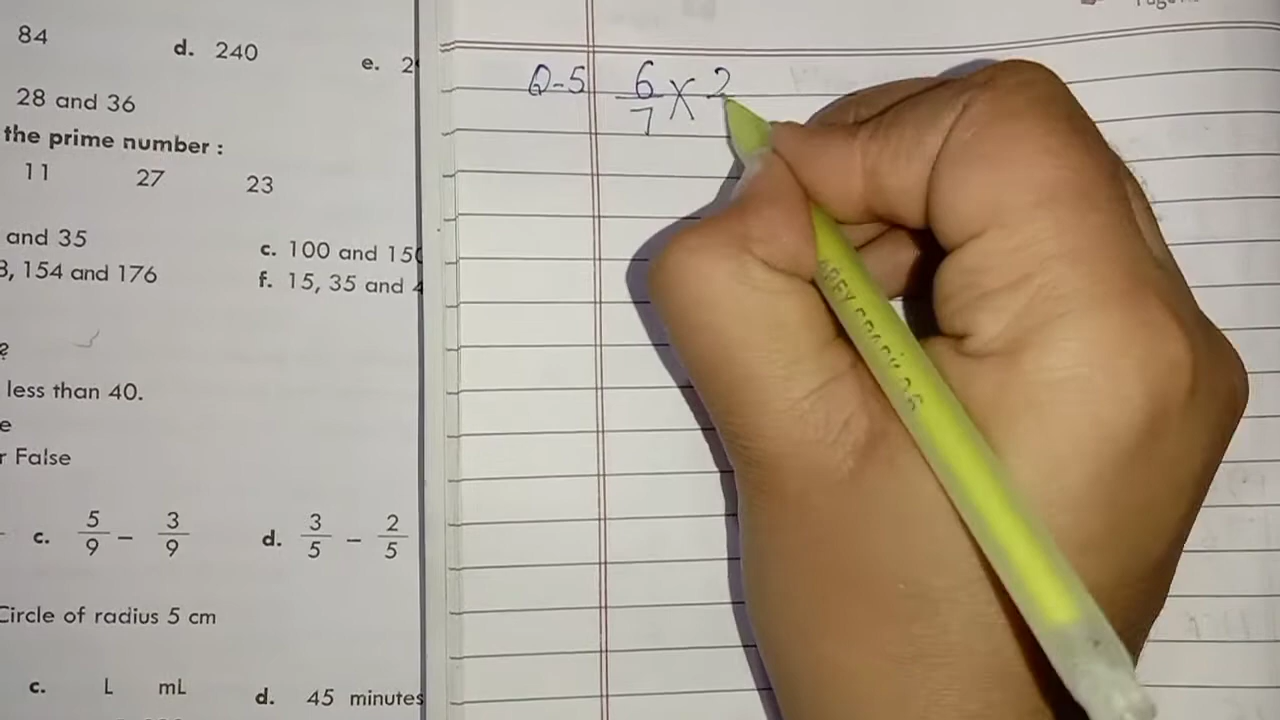 84 d. 240 e. 2
28 and 36
the prime number :
11 27 23
and 35 c. 100 and 150
3, 154 and 176 f. 15, 35 and 4
?
less than 40.
e
r False
c. 5/9 - 3/9 d. 3/5 - 2/5
Circle of radius 5 cm
c. L mL d. 45 minutes
Q-5 6/7 X 2